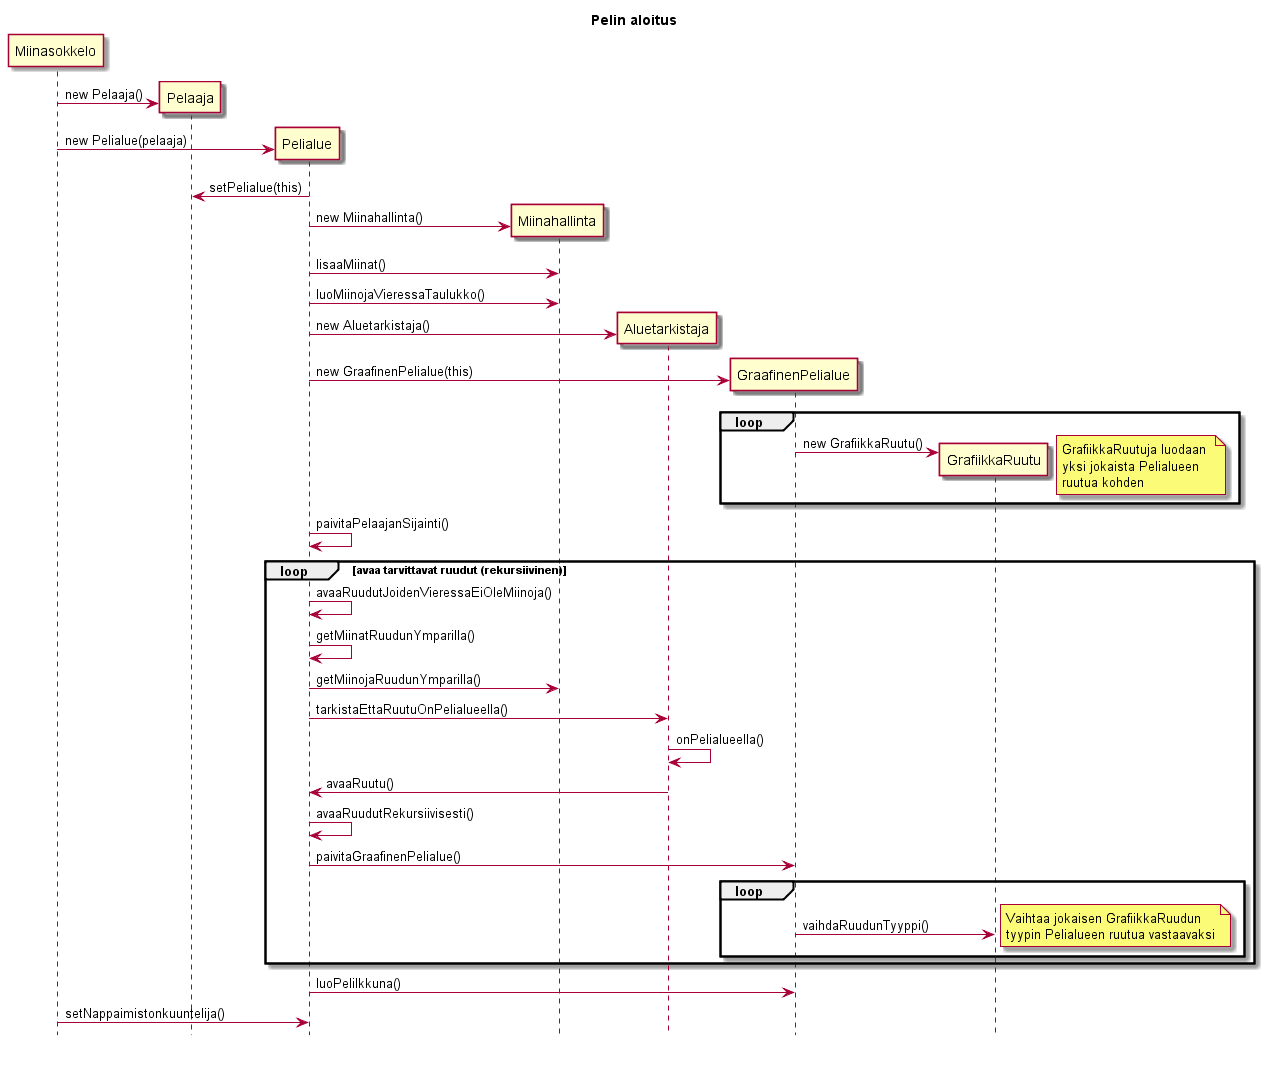 Pelin aloitus
Miinasokkelo
new Pelaaja()
Pelaaja
new Pelialue(pelaaja)
Pelialue
setPelialue(this)
new Miinahallinta()
Miinahallinta
lisaaMiinat()
luoMiinojaVieressaTaulukko()
new Aluetarkistaja()
Aluetarkistaja
new GraafinenPelialue(this)
GraafinenPelialue
loop
new GrafiikkaRuutu()
GrafiikkaRuutu
GrafiikkaRuutuja luodaan
yksi jokaista Pelialueen
ruutua kohden
paivitaPelaajanSijainti()
loop
[avaa tarvittavat ruudut (rekursiivinen)]
avaaRuudutJoidenVieressaEiOleMiinoja()
getMiinatRuudunYmparilla()
getMiinojaRuudunYmparilla()
tarkistaEttaRuutuOnPelialueella()
onPelialueella()
avaaRuutu()
avaaRuudutRekursiivisesti()
paivitaGraafinenPelialue()
loop
vaihdaRuudunTyyppi()
Vaihtaa jokaisen GrafiikkaRuudun
tyypin Pelialueen ruutua vastaavaksi
luoPeliIkkuna()
setNappaimistonkuuntelija()